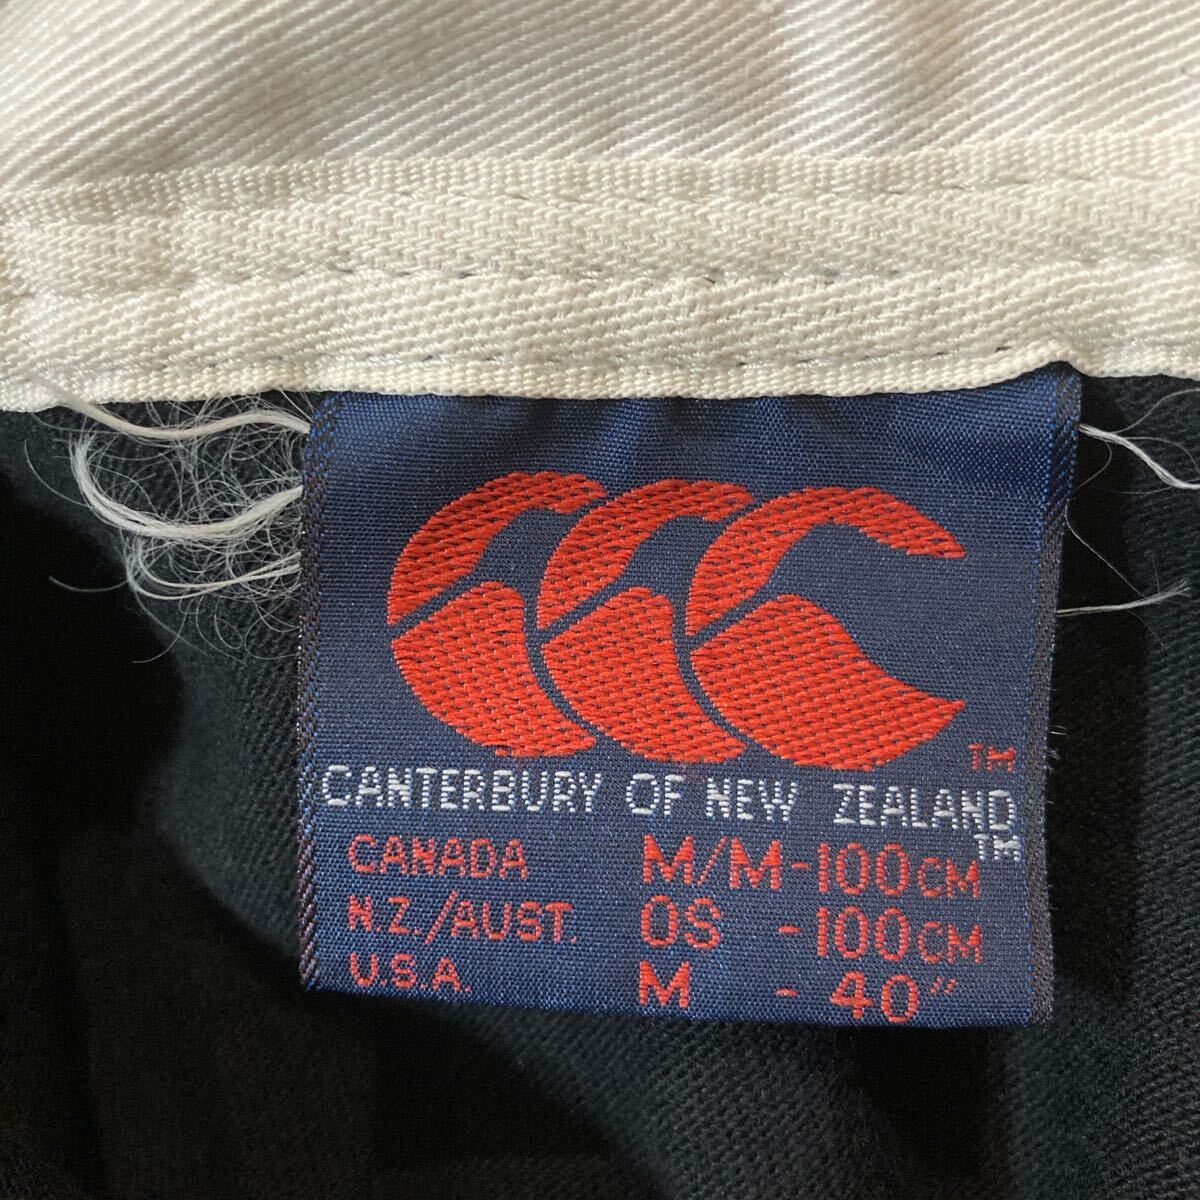 TM
CANTERBURY OF NEW ZEALAND
TM
CANADA M/M-100CM
N.Z./AUST. OS -100CM
U.S.A. M - 40"